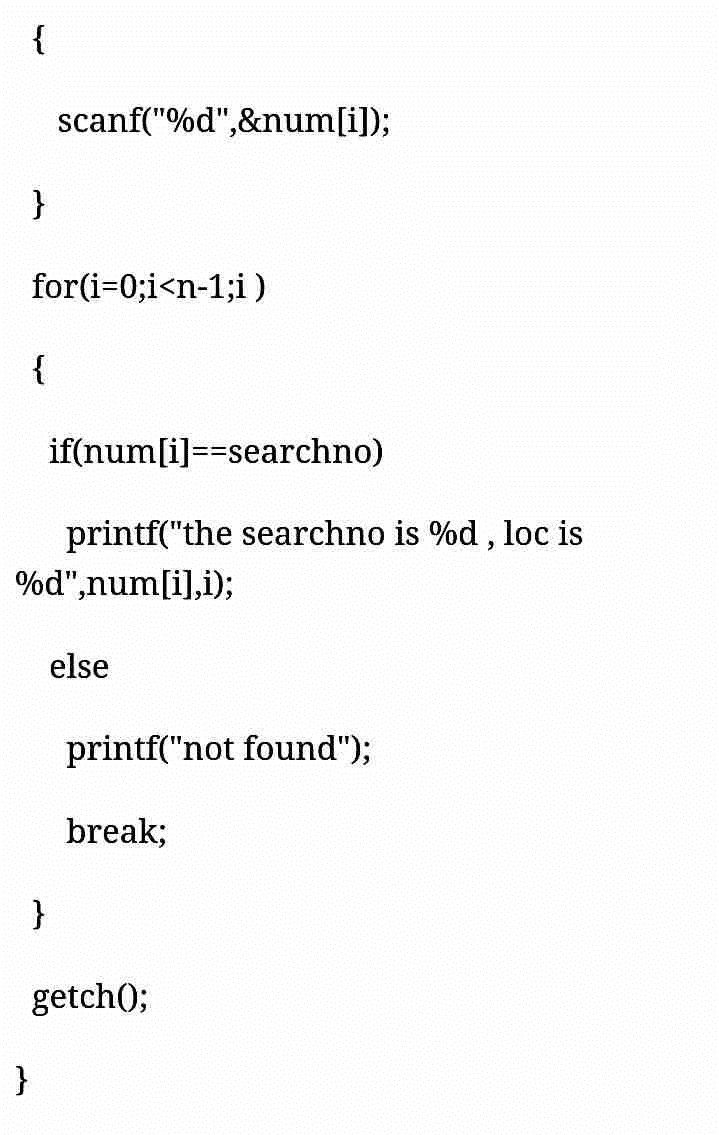 {
scanf("%d",&num[i]);
}
for(i=0;i<n-1;i )
{
if(num[i]==searchno)
printf("the searchno is %d , loc is
%d",num[i],i);
else
printf("not found");
break;
}
getch();
}